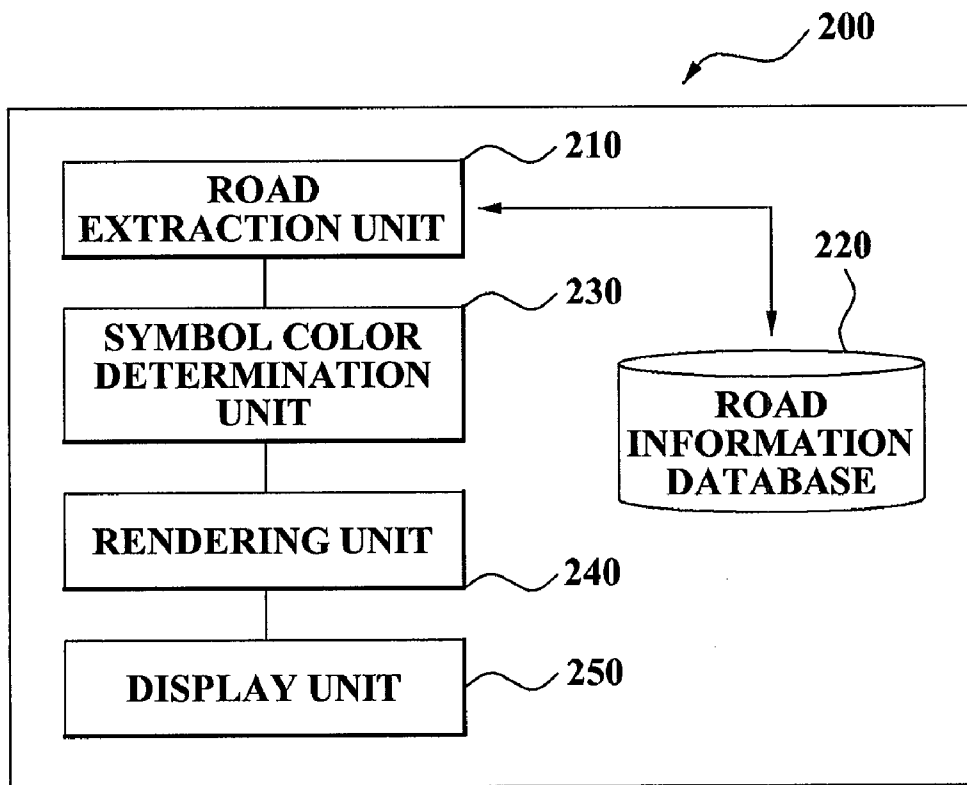 200
210
ROAD
EXTRACTION UNIT
220
230
SYMBOL COLOR
DETERMINATION
UNIT
ROAD
INFORMATION
DATABASE
RENDERING UNIT
240
DISPLAY UNIT
250